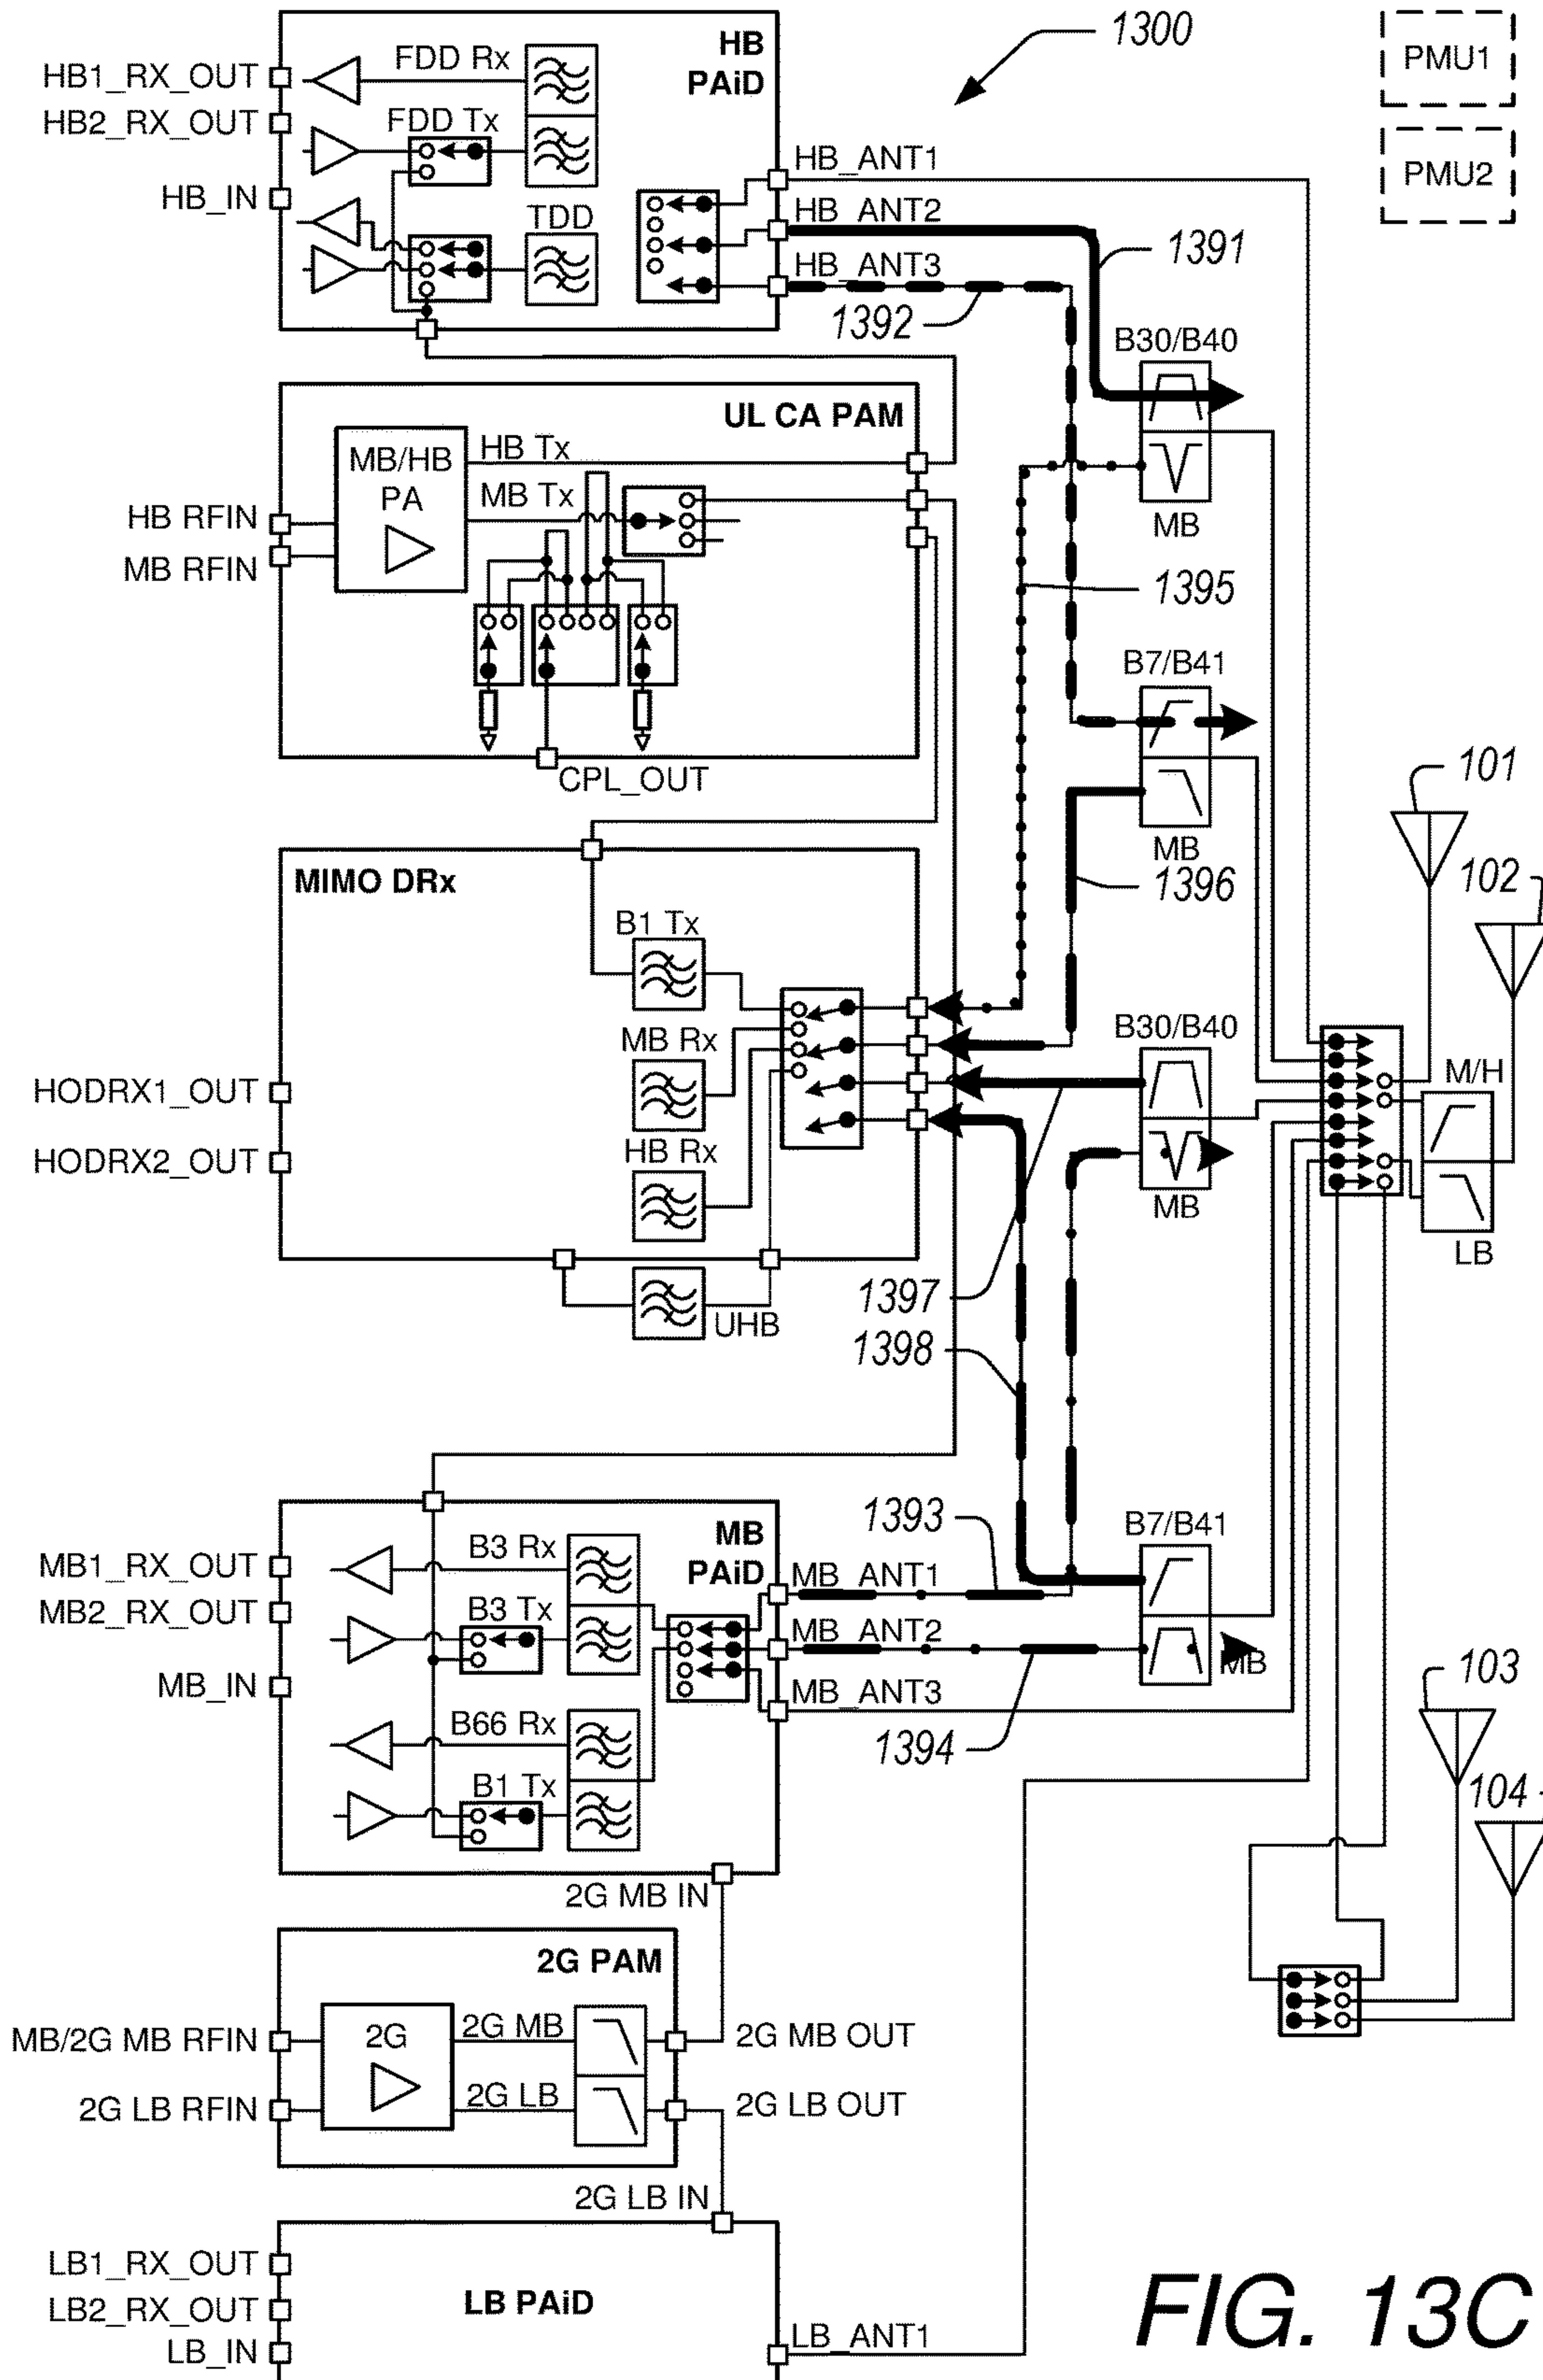 HB
PAiD
1300
PMU1
PMU2
HB1_RX_OUT
HB2_RX_OUT
HB_IN
FDD Rx
FDD Tx
TDD
HB_ANT1
HB_ANT2
HB_ANT3
1391
1392
B30/B40
MB
UL CA PAM
MB/HB
PA
HB Tx
MB Tx
HB RFIN
MB RFIN
CPL_OUT
1395
B7/B41
MB
1396
101
102
MIMO DRx
B1 Tx
MB Rx
HB Rx
UHB
HODRX1_OUT
HODRX2_OUT
B30/B40
MB
M/H
LB
1397
1398
MB
PAiD
B3 Rx
B3 Tx
B66 Rx
B1 Tx
MB1_RX_OUT
MB2_RX_OUT
MB_IN
1393
MB_ANT1
MB_ANT2
MB_ANT3
1394
B7/B41
MB
103
104
2G MB IN
2G PAM
MB/2G MB RFIN
2G LB RFIN
2G
2G MB
2G LB
2G MB OUT
2G LB OUT
2G LB IN
LB1_RX_OUT
LB2_RX_OUT
LB_IN
LB PAiD
LB_ANT1
FIG. 13C